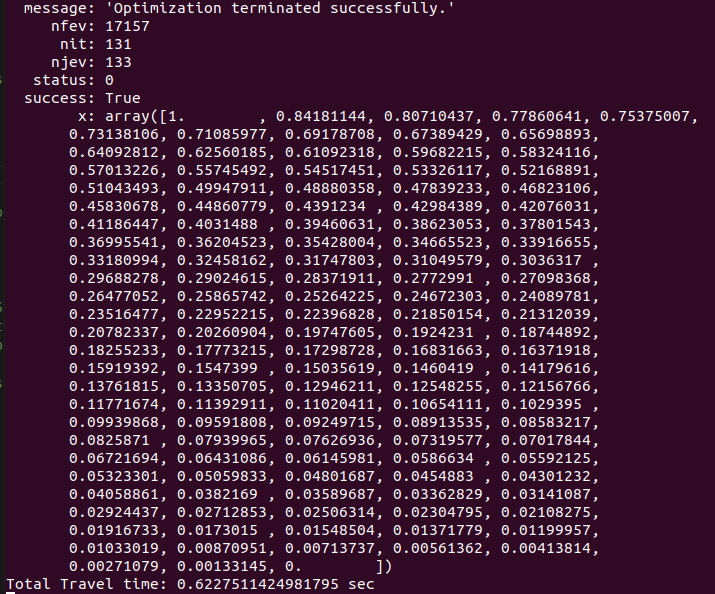 message: 'Optimization terminated successfully.'
nfev: 17157
nit: 131
njev: 133
status: 0
success: True
x: array([1.        , 0.84181144, 0.80710437, 0.77860641, 0.75375007,
0.73138106, 0.71085977, 0.69178708, 0.67389429, 0.65698893,
0.64092812, 0.62560185, 0.61092318, 0.59682215, 0.58324116,
0.57013226, 0.55745492, 0.54517451, 0.53326117, 0.52168891,
0.51043493, 0.49947911, 0.48880358, 0.47839233, 0.46823106,
0.45830678, 0.44860779, 0.4391234 , 0.42984389, 0.42076031,
0.41186447, 0.4031488 , 0.39460631, 0.38623053, 0.37801543,
0.36995541, 0.36204523, 0.35428004, 0.34665523, 0.33916655,
0.33180994, 0.32458162, 0.31747803, 0.31049579, 0.3036317 ,
0.29688278, 0.29024615, 0.28371911, 0.2772991 , 0.27098368,
0.26477052, 0.25865742, 0.25264225, 0.24672303, 0.24089781,
0.23516477, 0.22952215, 0.22396828, 0.21850154, 0.21312039,
0.20782337, 0.20260904, 0.19747605, 0.1924231 , 0.18744892,
0.18255233, 0.17773215, 0.17298728, 0.16831663, 0.16371918,
0.15919392, 0.1547399 , 0.15035619, 0.1460419 , 0.14179616,
0.13761815, 0.13350705, 0.12946211, 0.12548255, 0.12156766,
0.11771674, 0.11392911, 0.11020411, 0.10654111, 0.1029395 ,
0.09939868, 0.09591808, 0.09249715, 0.08913535, 0.08583217,
0.0825871 , 0.07939965, 0.07626936, 0.07319577, 0.07017844,
0.06721694, 0.06431086, 0.06145981, 0.0586634 , 0.05592125,
0.05323301, 0.05059833, 0.04801687, 0.0454883 , 0.04301232,
0.04058861, 0.0382169 , 0.03589687, 0.03362829, 0.03141087,
0.02924437, 0.02712853, 0.02506314, 0.02304795, 0.02108275,
0.01916733, 0.0173015 , 0.01548504, 0.01371779, 0.01199957,
0.01033019, 0.00870951, 0.00713737, 0.00561362, 0.00413814,
0.00271079, 0.00133145, 0.        ])
Total Travel time: 0.6227511424981795 sec